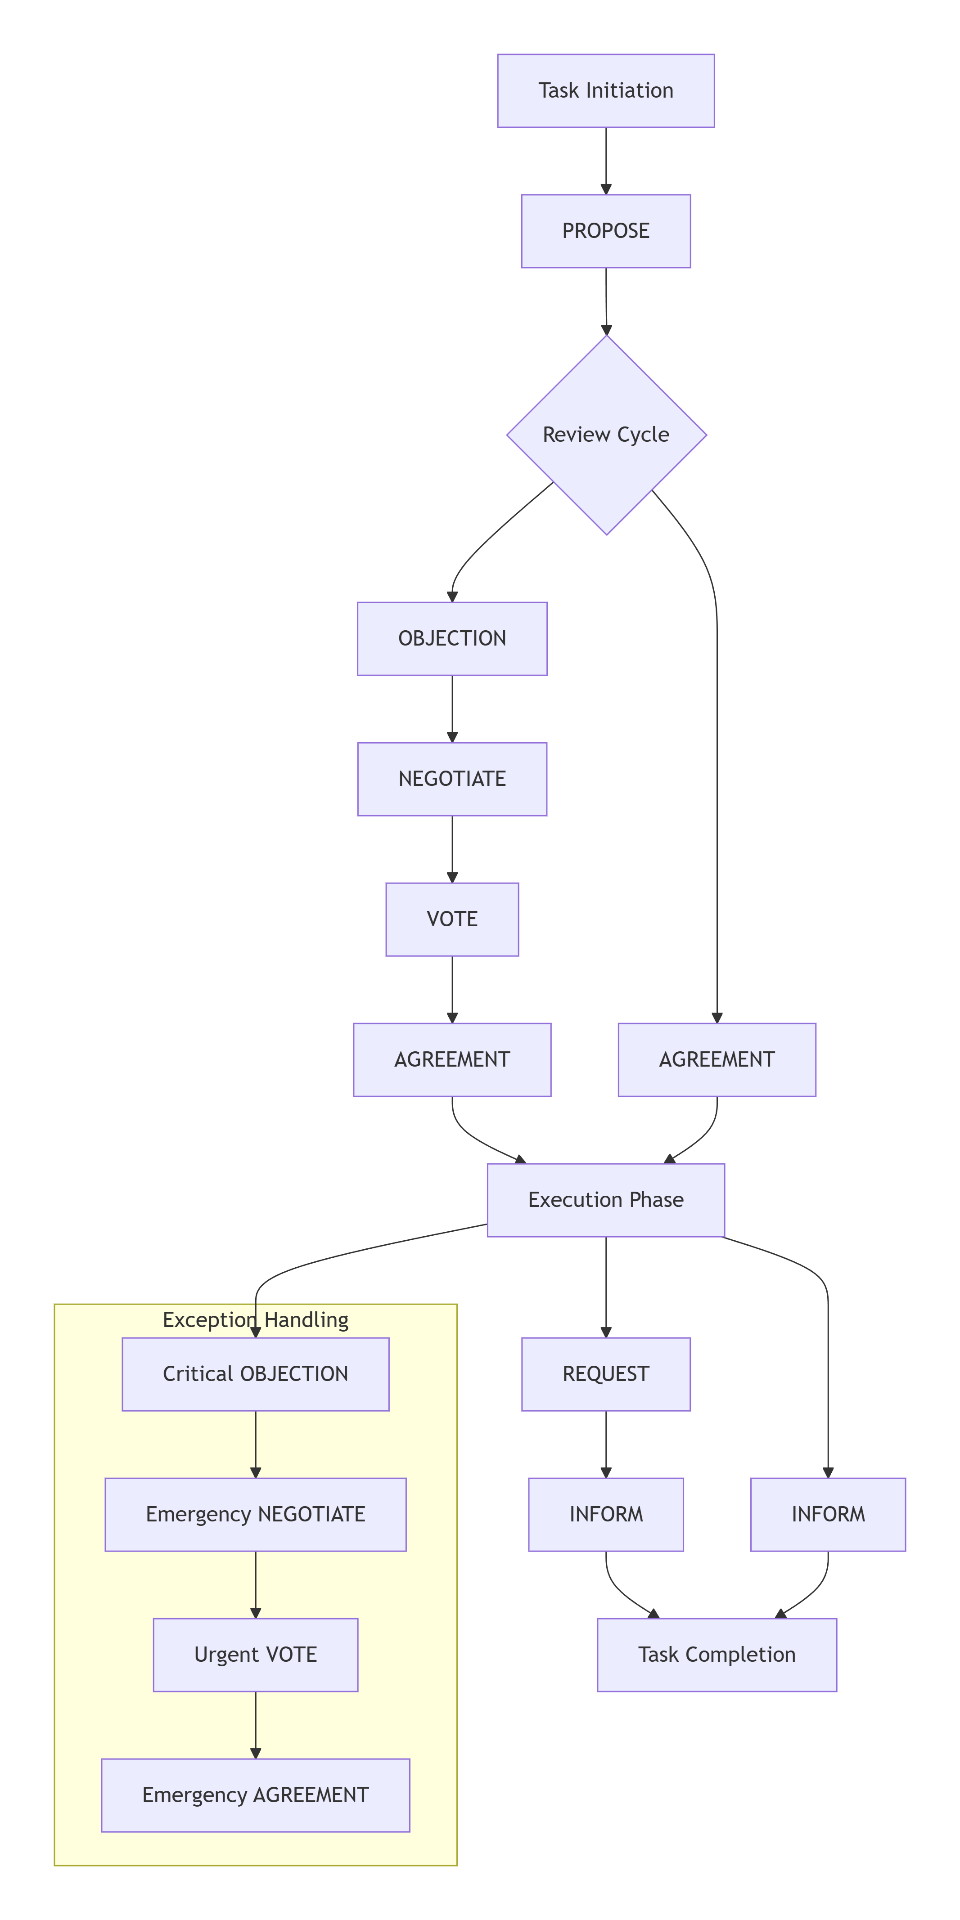 Task Initiation
PROPOSE
Review Cycle
OBJECTION
NEGOTIATE
VOTE
AGREEMENT
AGREEMENT
Execution Phase
Exception Handling
Critical OBJECTION
REQUEST
Emergency NEGOTIATE
INFORM
INFORM
Urgent VOTE
Task Completion
Emergency AGREEMENT